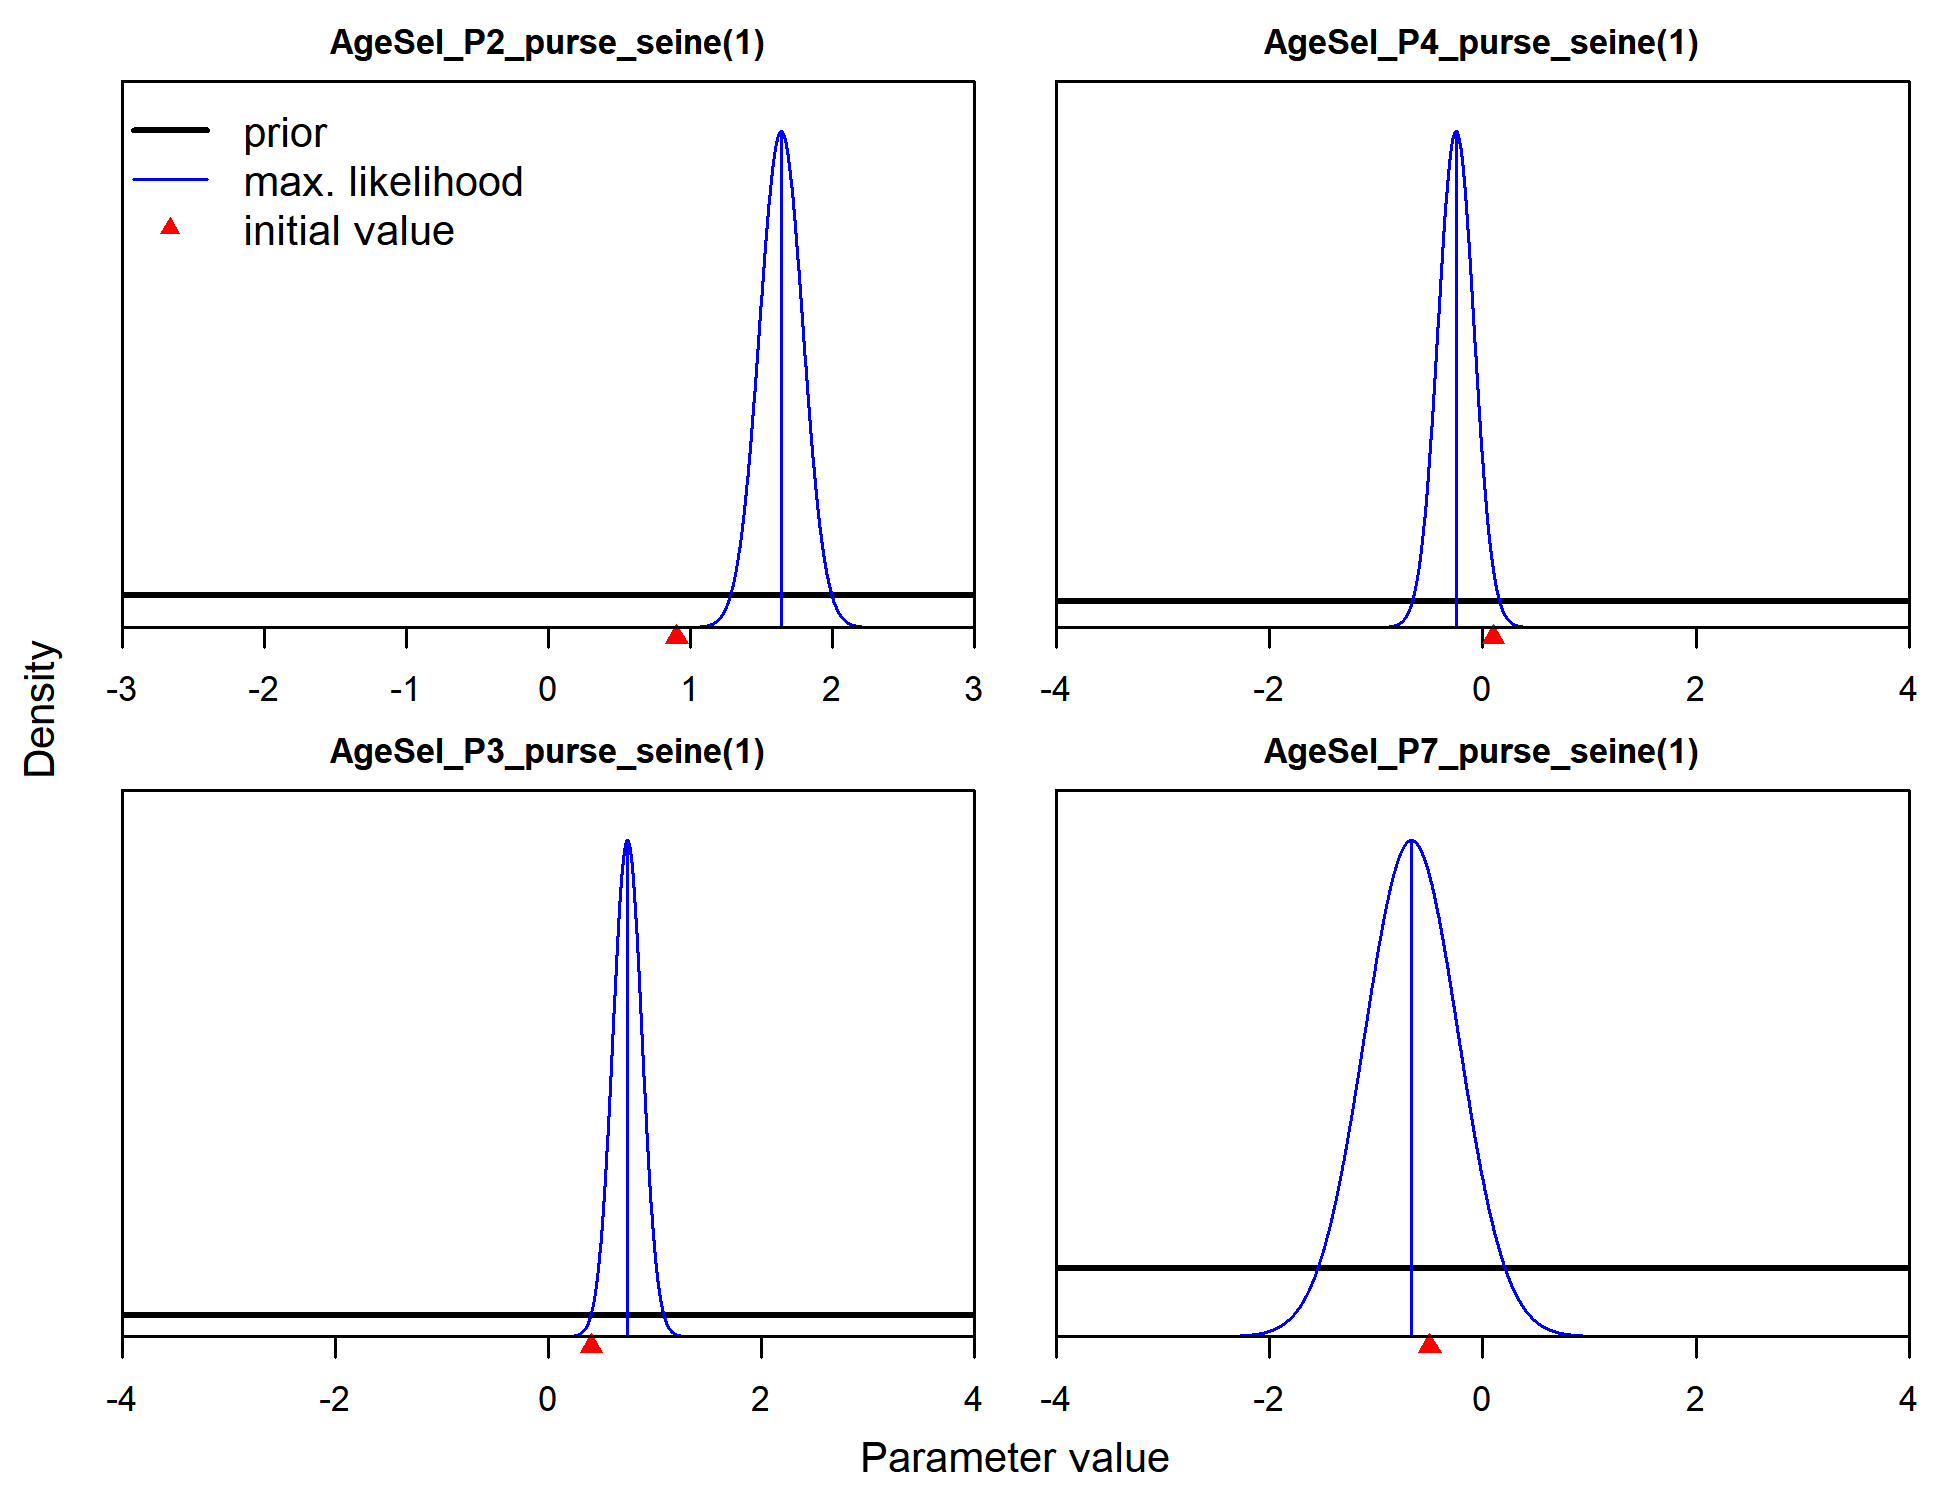 AgeSel_P2_purse_seine(1)
prior
max. likelihood
initial value
-3 -2 -1 0 1 2 3
AgeSel_P4_purse_seine(1)
-4 -2 0 2 4
Density
AgeSel_P3_purse_seine(1)
-4 -2 0 2 4
AgeSel_P7_purse_seine(1)
-4 -2 0 2 4
Parameter value